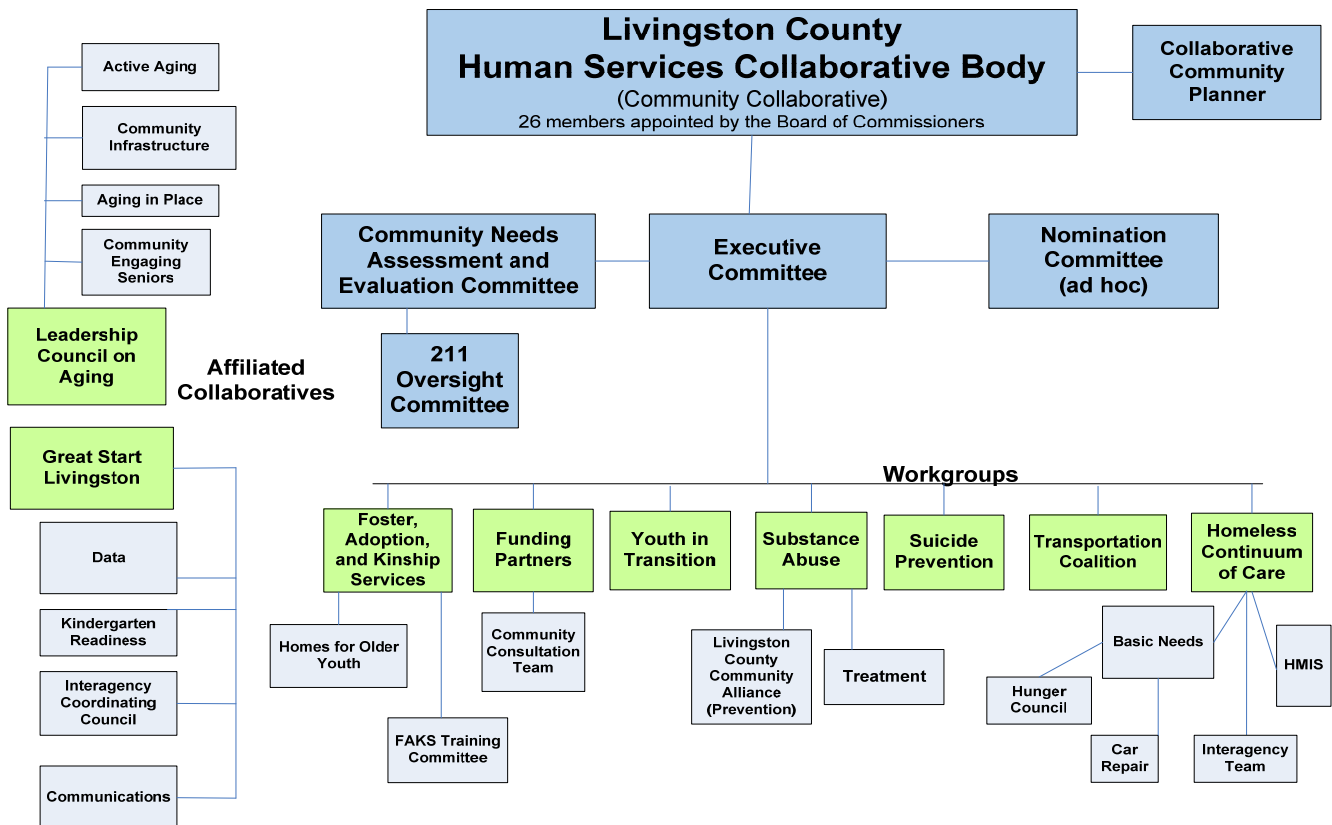 Livingston County
Human Services Collaborative Body
(Community Collaborative)
26 members appointed by the Board of Commissioners
Collaborative
Community
Planner
Active Aging
Community
Infrastructure
Aging in Place
Community
Engaging
Seniors
Leadership
Council on
Aging
Affiliated
Collaboratives
Community Needs
Assessment and
Evaluation Committee
Executive
Committee
Nomination
Committee
(ad hoc)
211
Oversight
Committee
Great Start
Livingston
Data
Kindergarten
Readiness
Interagency
Coordinating
Council
Communications
Workgroups
Foster,
Adoption,
and Kinship
Services
Funding
Partners
Youth in
Transition
Substance
Abuse
Suicide
Prevention
Transportation
Coalition
Homeless
Continuum
of Care
Homes for Older
Youth
FAKS Training
Committee
Community
Consultation
Team
Livingston
County
Community
Alliance
(Prevention)
Treatment
Basic Needs
HMIS
Hunger
Council
Car
Repair
Interagency
Team